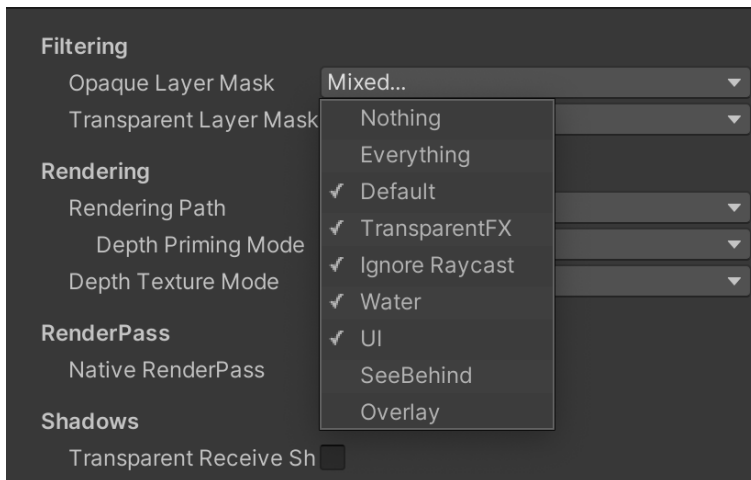 Filtering
Opaque Layer Mask Mixed...
Transparent Layer Mask
Nothing
Everything
Rendering
Default
Rendering Path
TransparentFX
Depth Priming Mode
Ignore Raycast
Depth Texture Mode
Water
RenderPass
UI
Native RenderPass
SeeBehind
Shadows
Overlay
Transparent Receive Sh